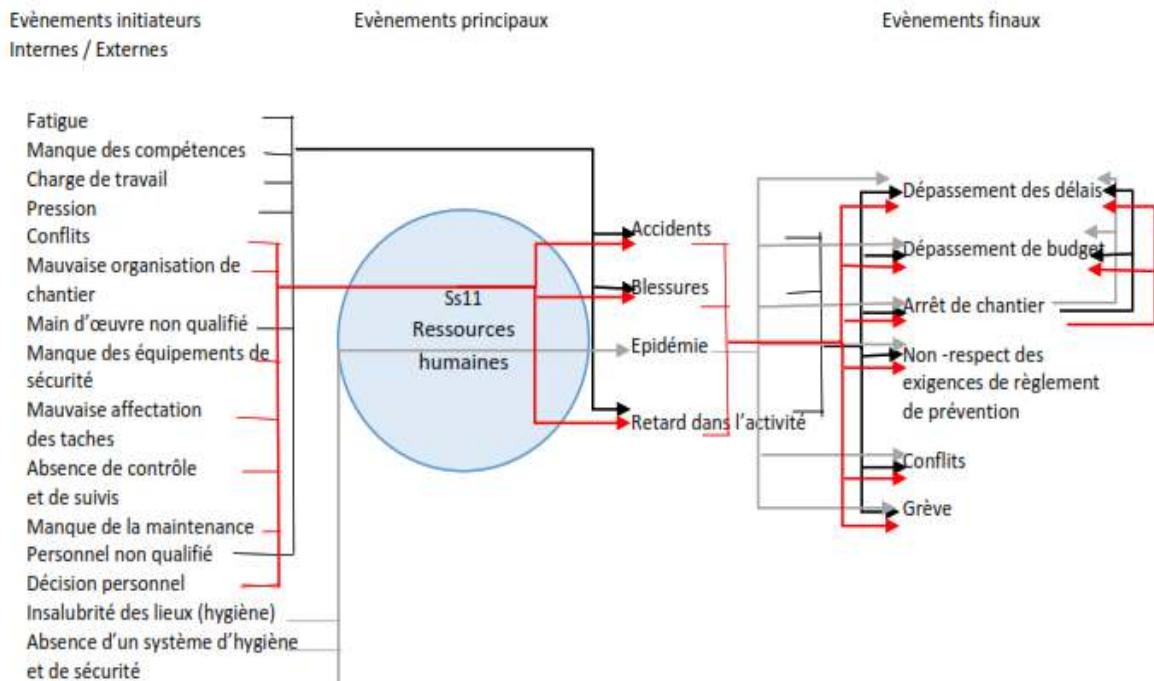 Evènements initiateurs
Internes / Externes
Evènements principaux
Evènements finaux
Fatigue
Manque des compétences
Charge de travail
Pression
Conflits
Mauvaise organisation de
chantier
Main d’œuvre non qualifié
Manque des équipements de
sécurité
Mauvaise affectation
des taches
Absence de contrôle
et de suivis
Manque de la maintenance
Personnel non qualifié
Décision personnel
Insalubrité des lieux (hygiène)
Absence d’un système d’hygiène
et de sécurité
Ss11
Ressources
humaines
Accidents
Blessures
Epidémie
Retard dans l’activité
Dépassement des délais
Dépassement de budget
Arrêt de chantier
Non -respect des
exigences de règlement
de prévention
Conflits
Grève